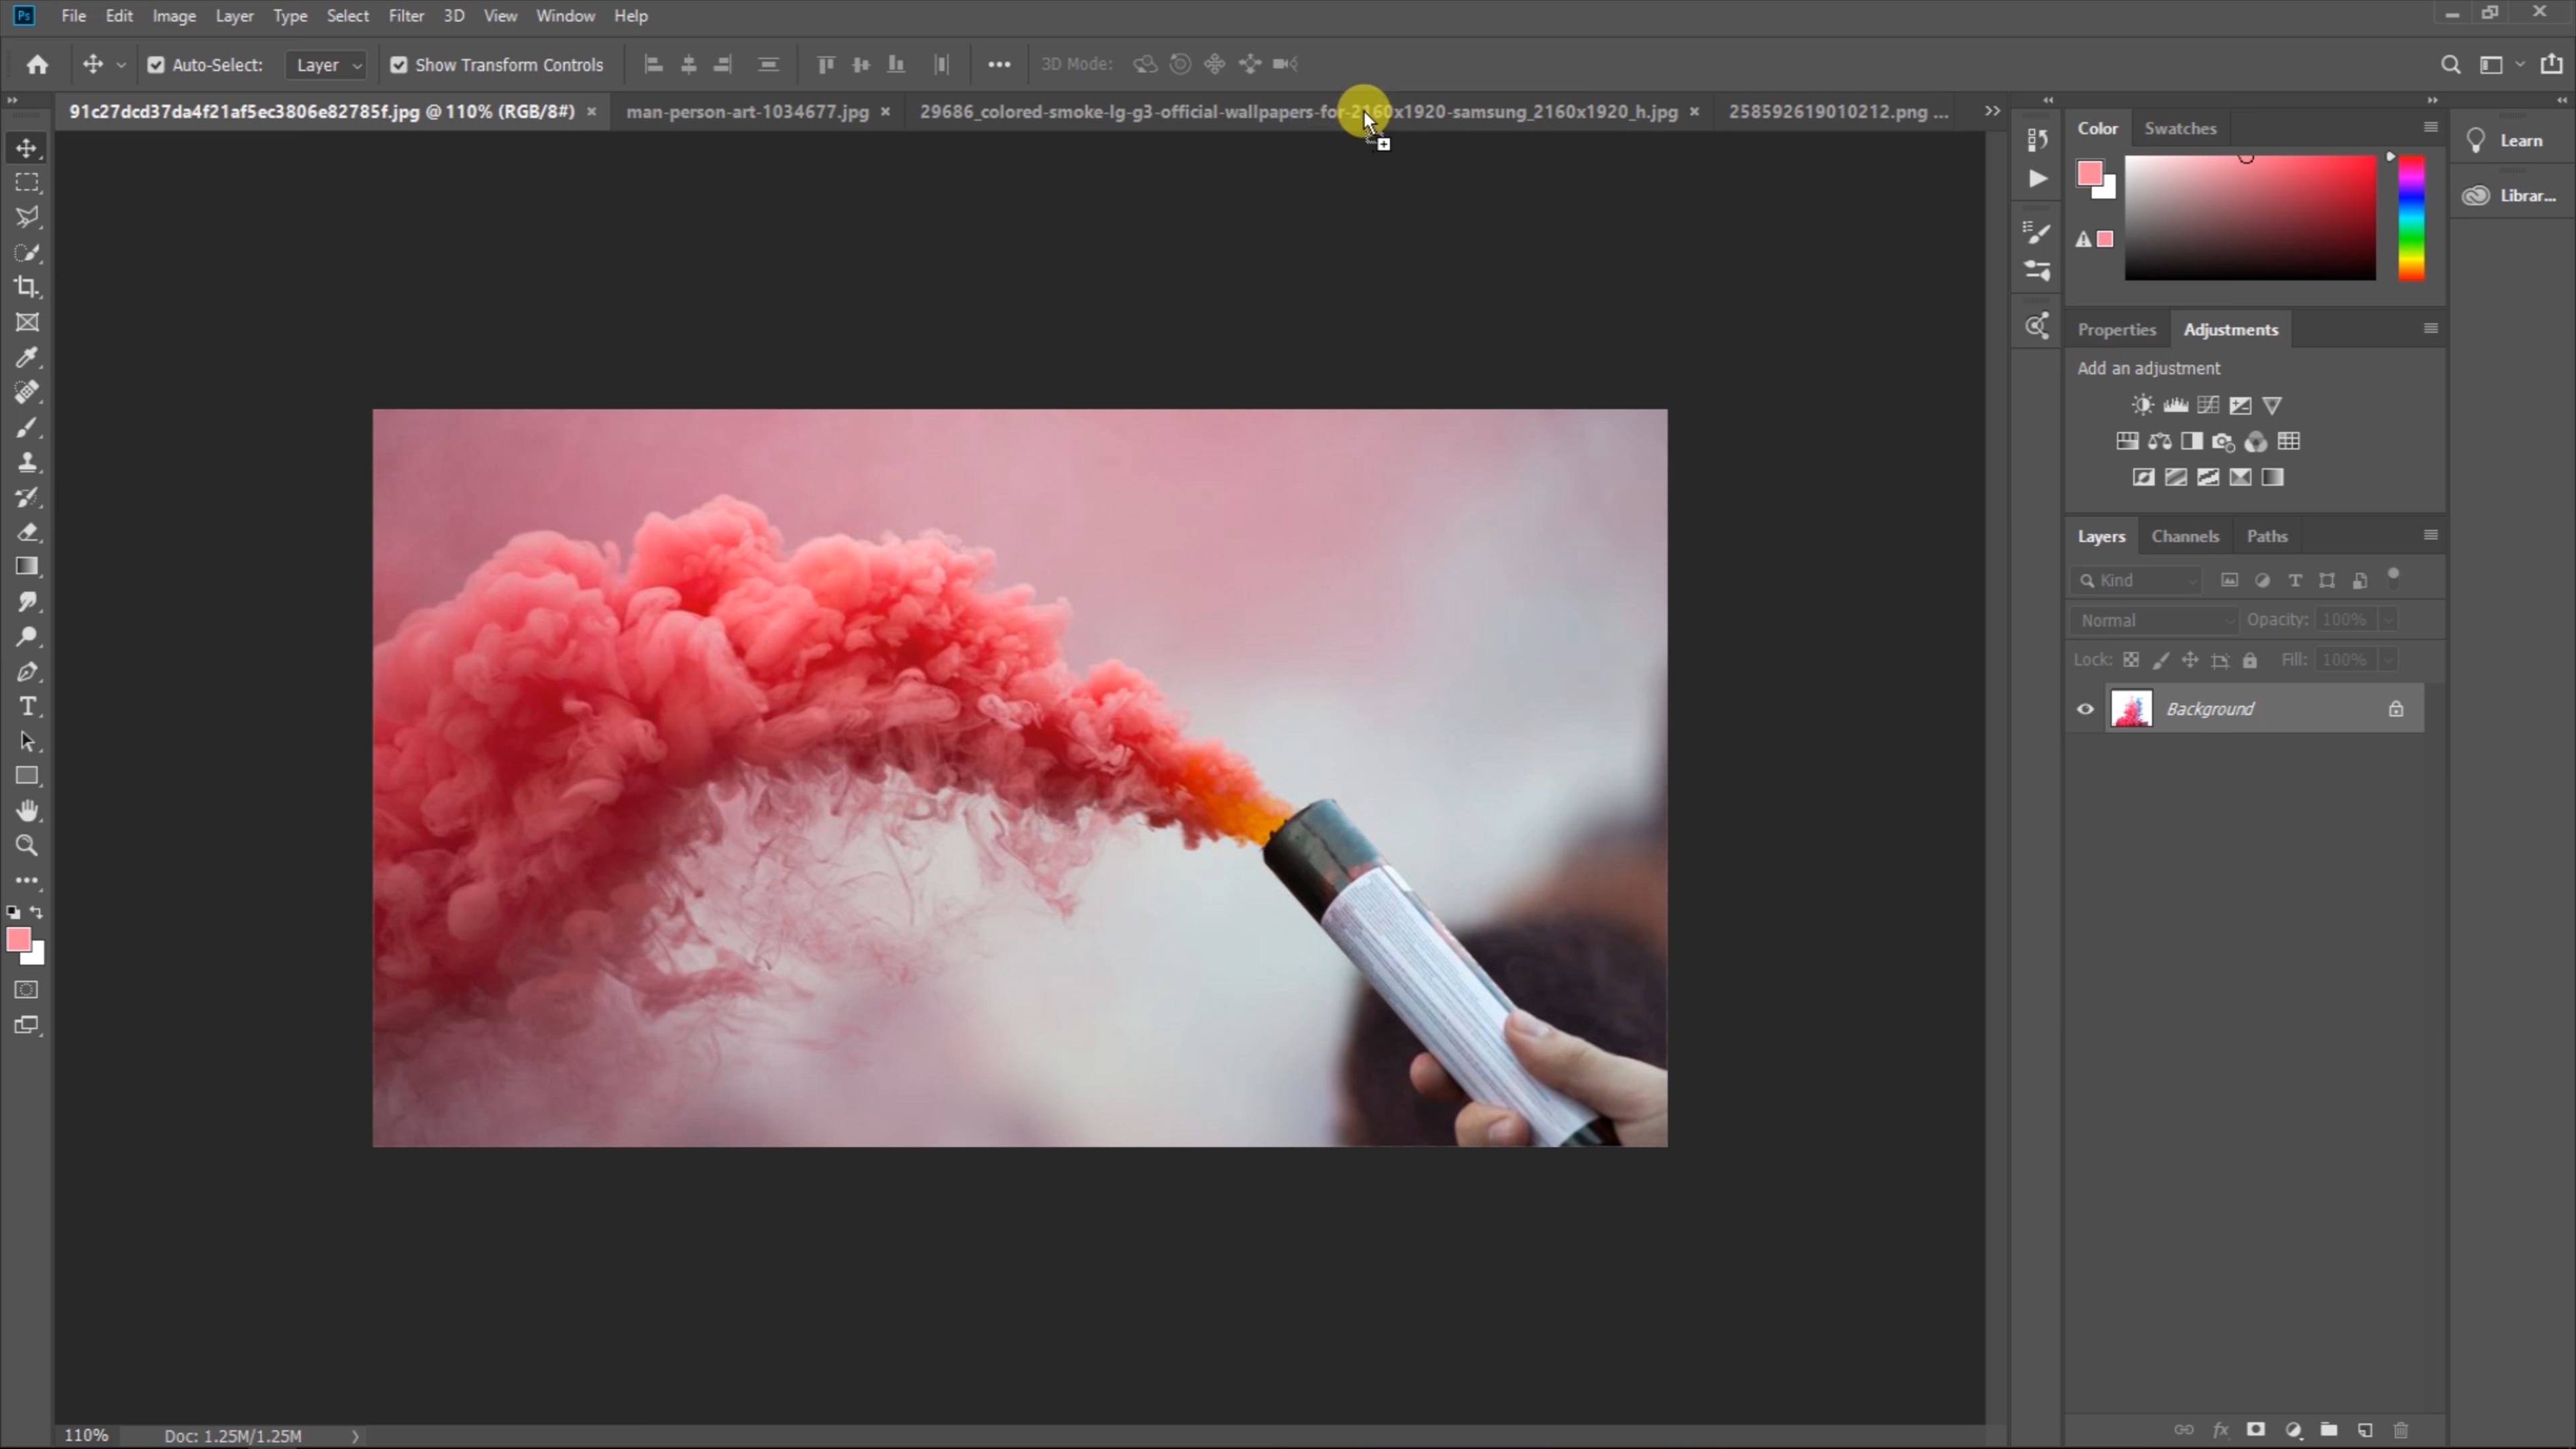 Ps File Edit Image Layer Type Select Filter 3D View Window Help
Auto-Select: Layer Show Transform Controls 3D Mode:
91c27dcd37da4f21af5ec3806e82785f.jpg @ 110% (RGB/8#) × man-person-art-1034677.jpg × 29686_colored-smoke-lg-g3-official-wallpapers-for-2160x1920-samsung_2160x1920_h.jpg × 258592619010212.png ... >>
Color Swatches
Learn
Librar...
Properties Adjustments
Add an adjustment
Layers Channels Paths
Kind
Normal Opacity: 100%
Lock: Fill: 100%
Background
fx
110% Doc: 1.25M/1.25M